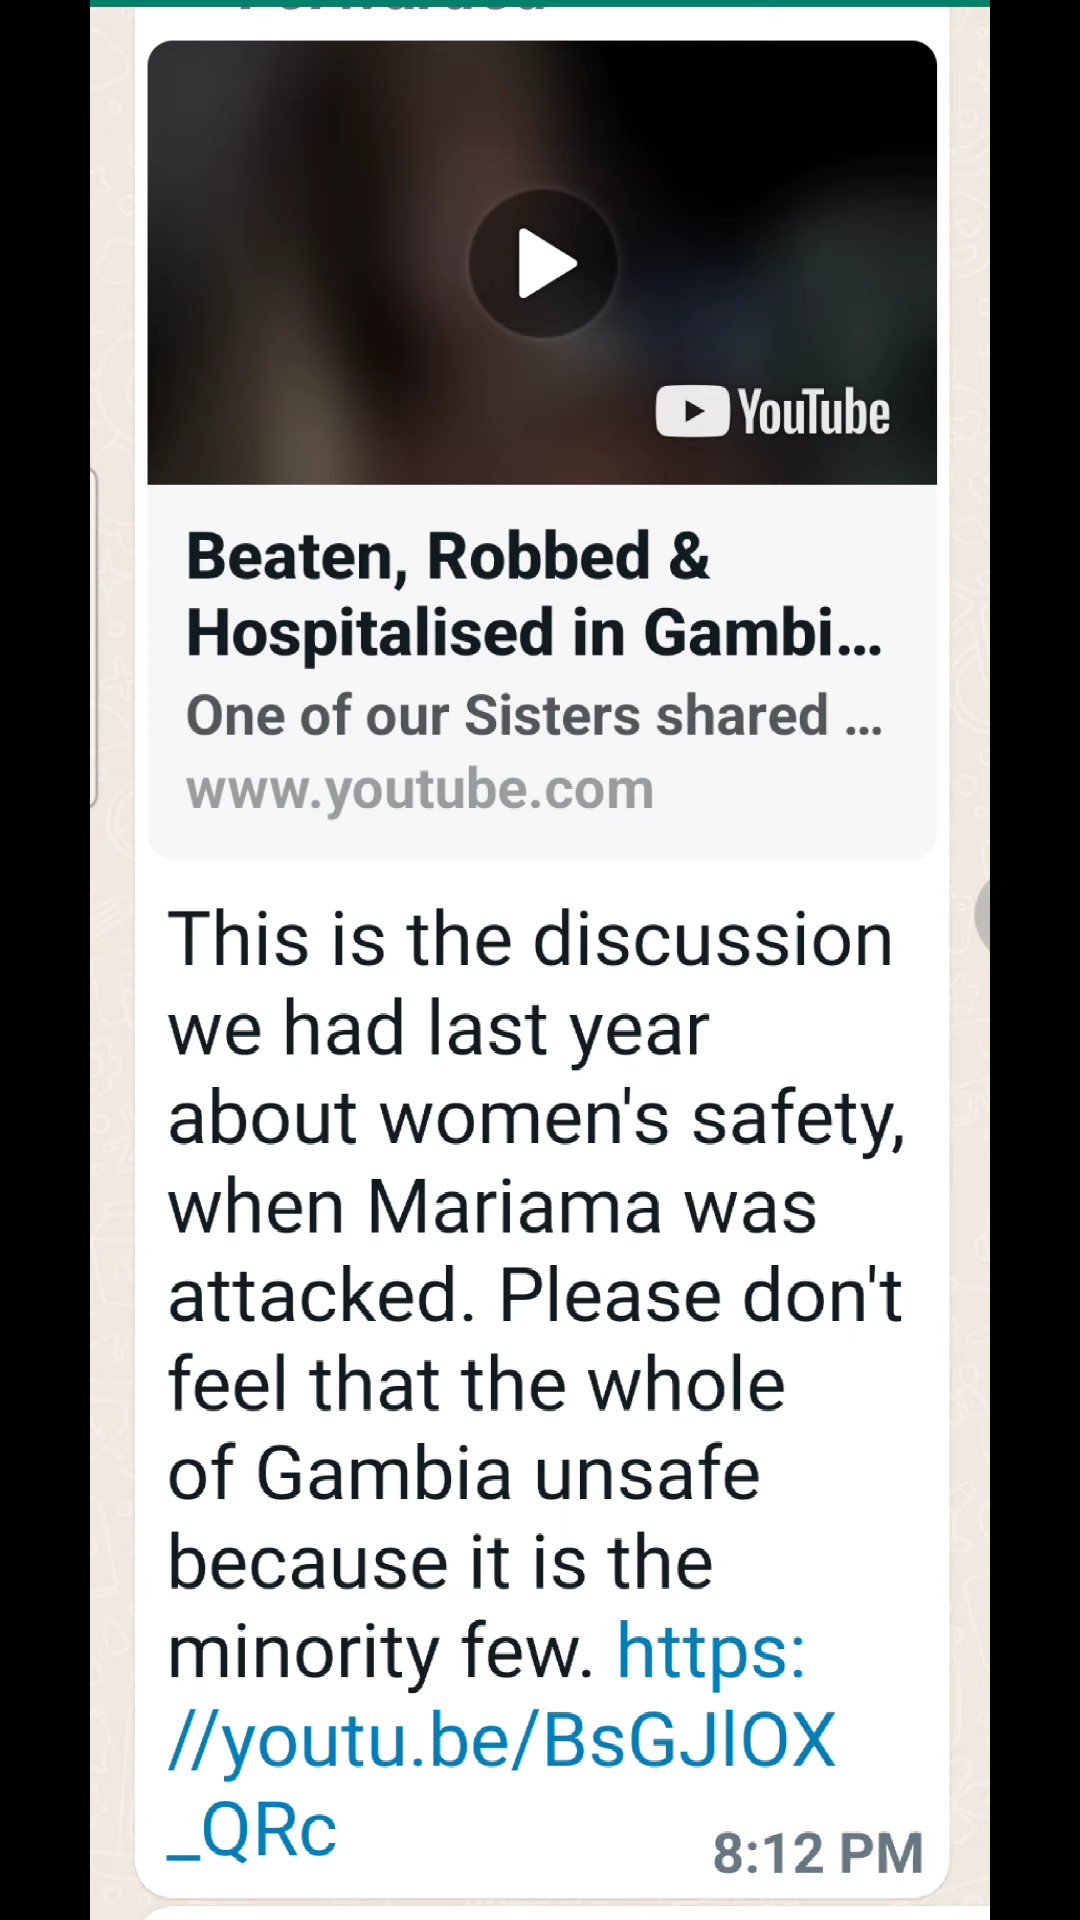 Forwarded
YouTube
Beaten, Robbed &
Hospitalised in Gambi...
One of our Sisters shared ...
www.youtube.com
This is the discussion
we had last year
about women's safety,
when Mariama was
attacked. Please don't
feel that the whole
of Gambia unsafe
because it is the
minority few. https:
//youtu.be/BsGJlOX
_QRc
8:12 PM